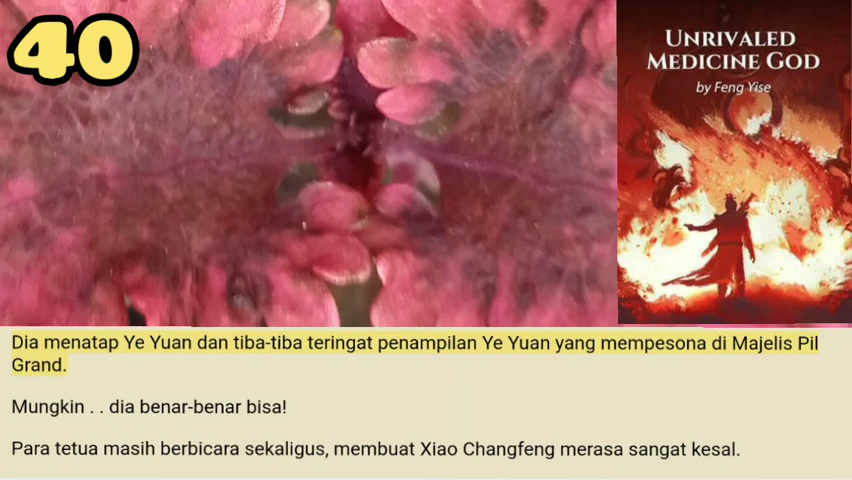 40
UNRIVALED
MEDICINE GOD
by Feng Yise
Dia menatap Ye Yuan dan tiba-tiba teringat penampilan Ye Yuan yang mempesona di Majelis Pil
Grand.
Mungkin . . dia benar-benar bisa!
Para tetua masih berbicara sekaligus, membuat Xiao Changfeng merasa sangat kesal.